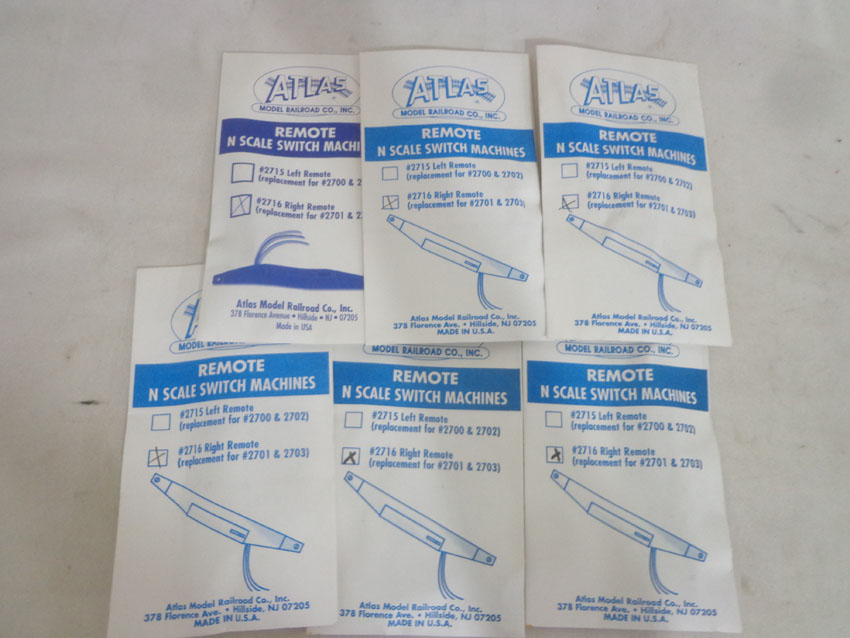 ATLAS
MODEL RAILROAD CO., INC.
REMOTE
N SCALE SWITCH MACHI
#2715 Left Remote
(replacement for #2700 & 2
#2716 Right Remote
(replacement for #2701 & 2
Atlas Model Railroad Co., Inc.
378 Florence Avenue • Hillside • NJ • 07205
Made in USA
ATLAS
MODEL RAILROAD CO., INC.
REMOTE
N SCALE SWITCH MACHINES
#2715 Left Remote
(replacement for #2700 & 2702)
#2716 Right Remote
(replacement for #2701 & 2703)
Atlas Model Railroad Co., Inc.
378 Florence Ave. • Hillside, NJ 07205
MADE IN U.S.A.
ATLAS
MODEL RAILROAD CO., INC.
REMOTE
N SCALE SWITCH MACHINES
#2715 Left Remote
(replacement for #2700 & 2702)
#2716 Right Remote
(replacement for #2701 & 2703)
Atlas Model Railroad Co., Inc.
378 Florence Ave. • Hillside, NJ 07205
MADE IN U.S.A.
MODEL RAILR
REMOTE
N SCALE SWITCH MACHINES
#2715 Left Remote
(replacement for #2700 & 2702)
#2716 Right Remote
(replacement for #2701 & 2703)
Atlas Model Railroad Co., Inc.
378 Florence Ave. • Hillside, NJ 07205
MADE IN U.S.A.
MODEL RAILROAD CO., INC.
REMOTE
N SCALE SWITCH MACHINES
#2715 Left Remote
(replacement for #2700 & 2702)
#2716 Right Remote
(replacement for #2701 & 2703)
Atlas Model Railroad Co., Inc.
378 Florence Ave. • Hillside, NJ 07205
MADE IN U.S.A.
MODEL RAILROAD CO., INC.
REMOTE
N SCALE SWITCH MACHINES
#2715 Left Remote
(replacement for #2700 & 2702)
#2716 Right Remote
(replacement for #2701 & 2703)
Atlas Model Railroad Co., Inc.
378 Florence Ave. • Hillside, NJ 07205
MADE IN U.S.A.